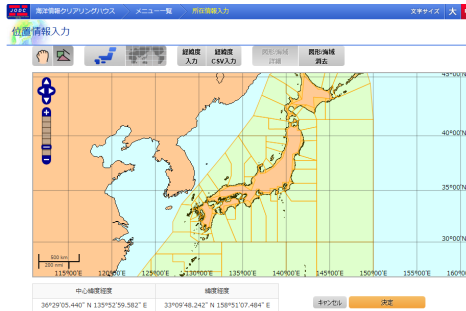 JODC 海洋情報クリアリングハウス メニュー一覧 所在情報入力 文字サイズ 大
位置情報入力
経緯度入力 経緯度CSV入力 図形/海域詳細 図形/海域消去
45°00'N
40°00'N
35°00'N
30°00'N
500 km
200 nmi
115°00'E 120°00'E 125°00'E 130°00'E 135°00'E 140°00'E 145°00'E 150°00'E 155°00'E 160°0
中心緯度経度 緯度経度
36°29'05.440" N 135°52'59.582" E 33°09'48.242" N 158°51'07.484" E
キャンセル 決定